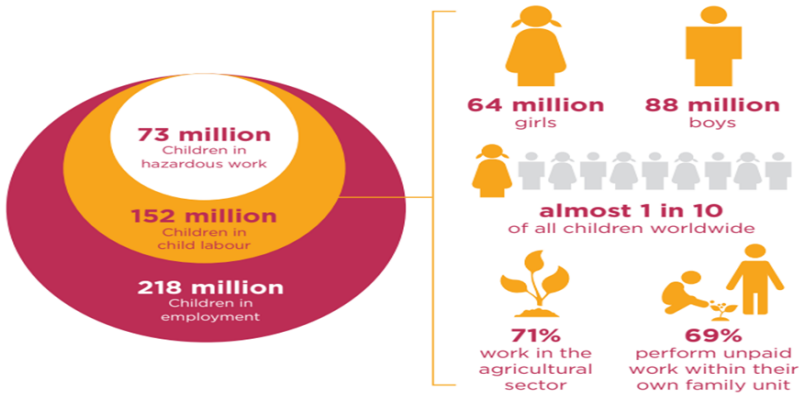 73 million
Children in
hazardous work
152 million
Children in
child labour
218 million
Children in
employment
64 million
girls
88 million
boys
almost 1 in 10
of all children worldwide
71%
work in the
agricultural
sector
69%
perform unpaid
work within their
own family unit